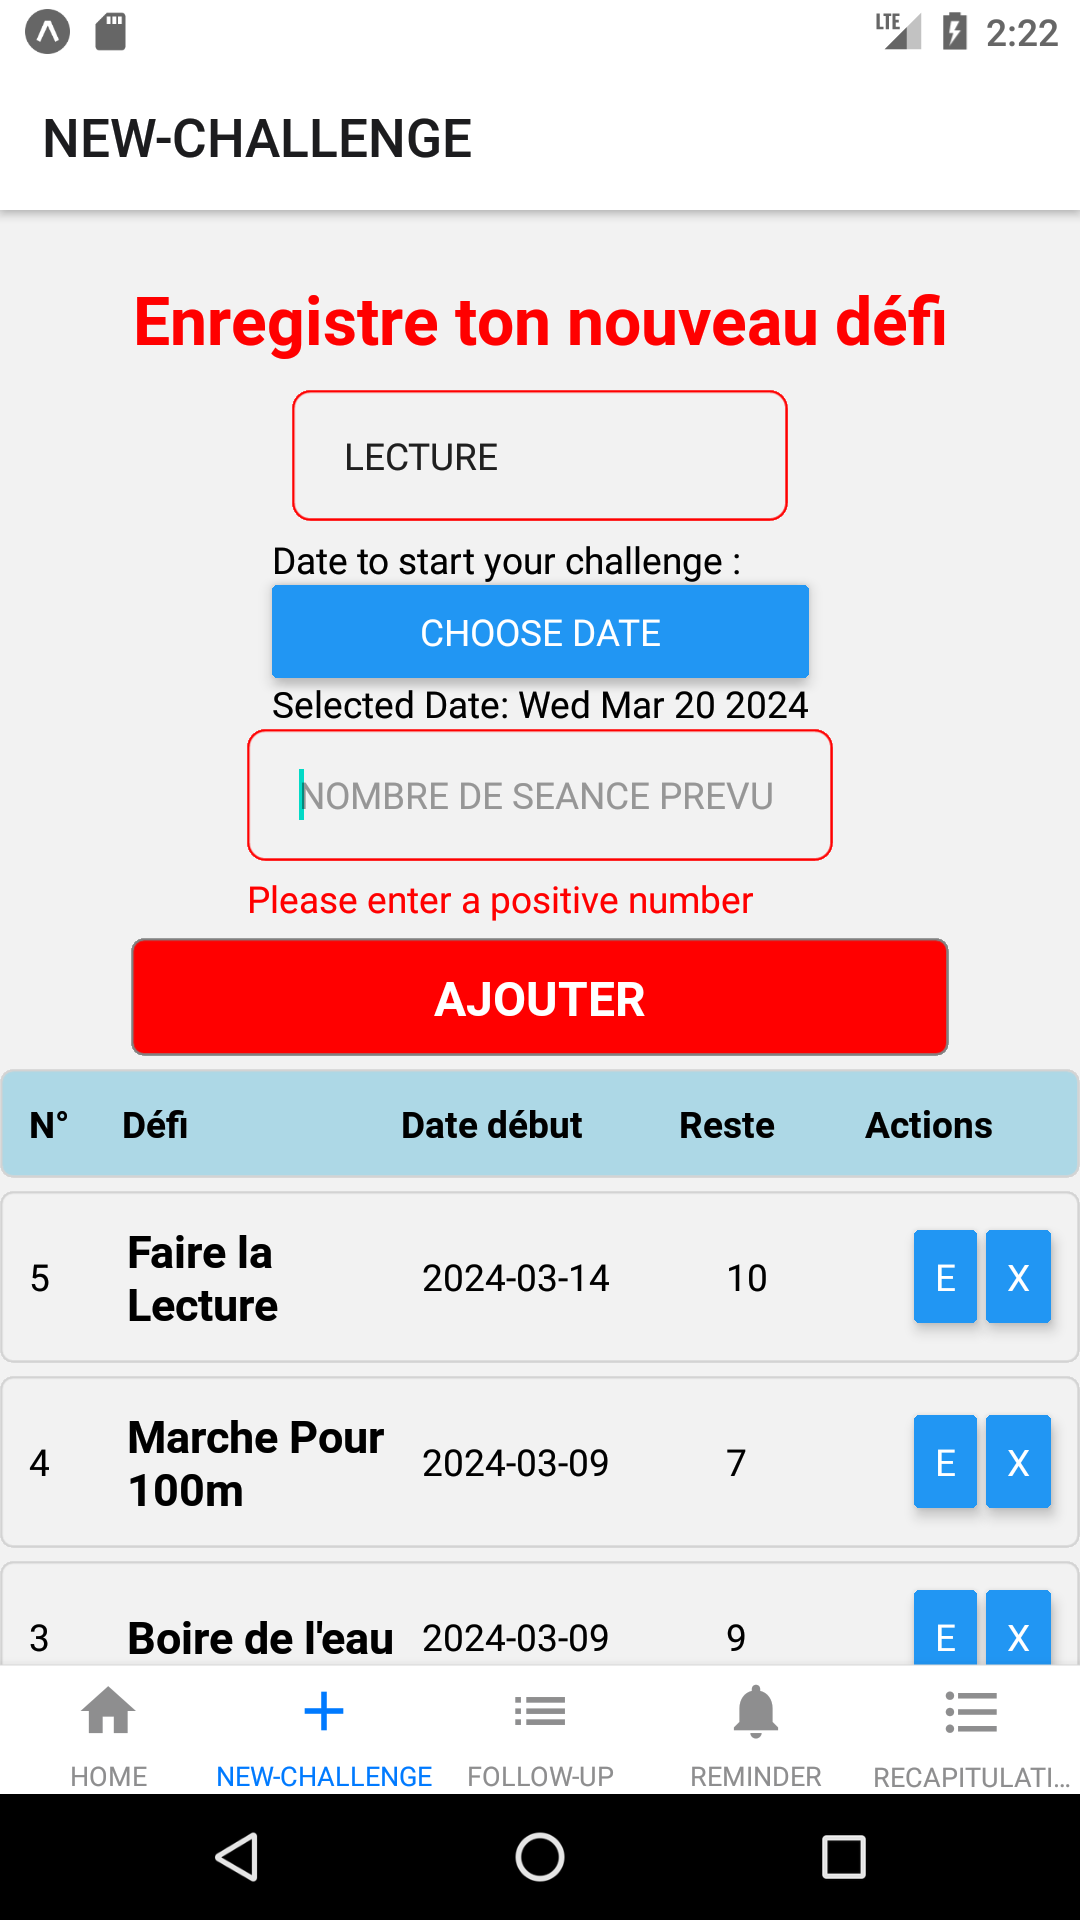 LTE 2:22
NEW-CHALLENGE
Enregistre ton nouveau défi
LECTURE
Date to start your challenge :
CHOOSE DATE
Selected Date: Wed Mar 20 2024
NOMBRE DE SEANCE PREVU
Please enter a positive number
AJOUTER
N° Défi Date début Reste Actions
5 Faire la Lecture 2024-03-14 10 E X
4 Marche Pour 100m 2024-03-09 7 E X
3 Boire de l'eau 2024-03-09 9 E X
HOME NEW-CHALLENGE FOLLOW-UP REMINDER RECAPITULATI...